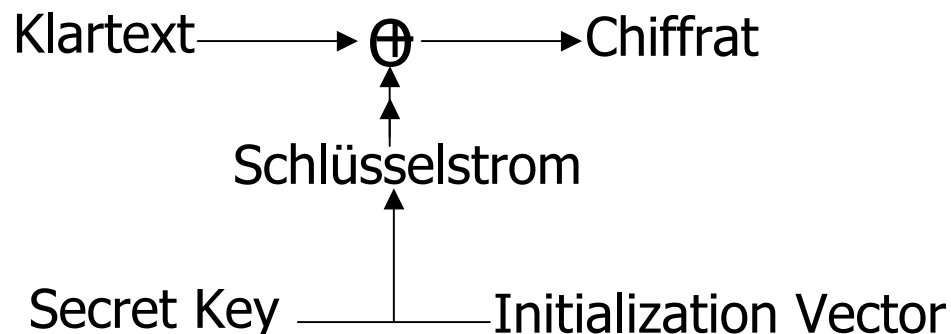 Klartext ⊕ Chiffrat
Schlüsselstrom
Secret Key Initialization Vector